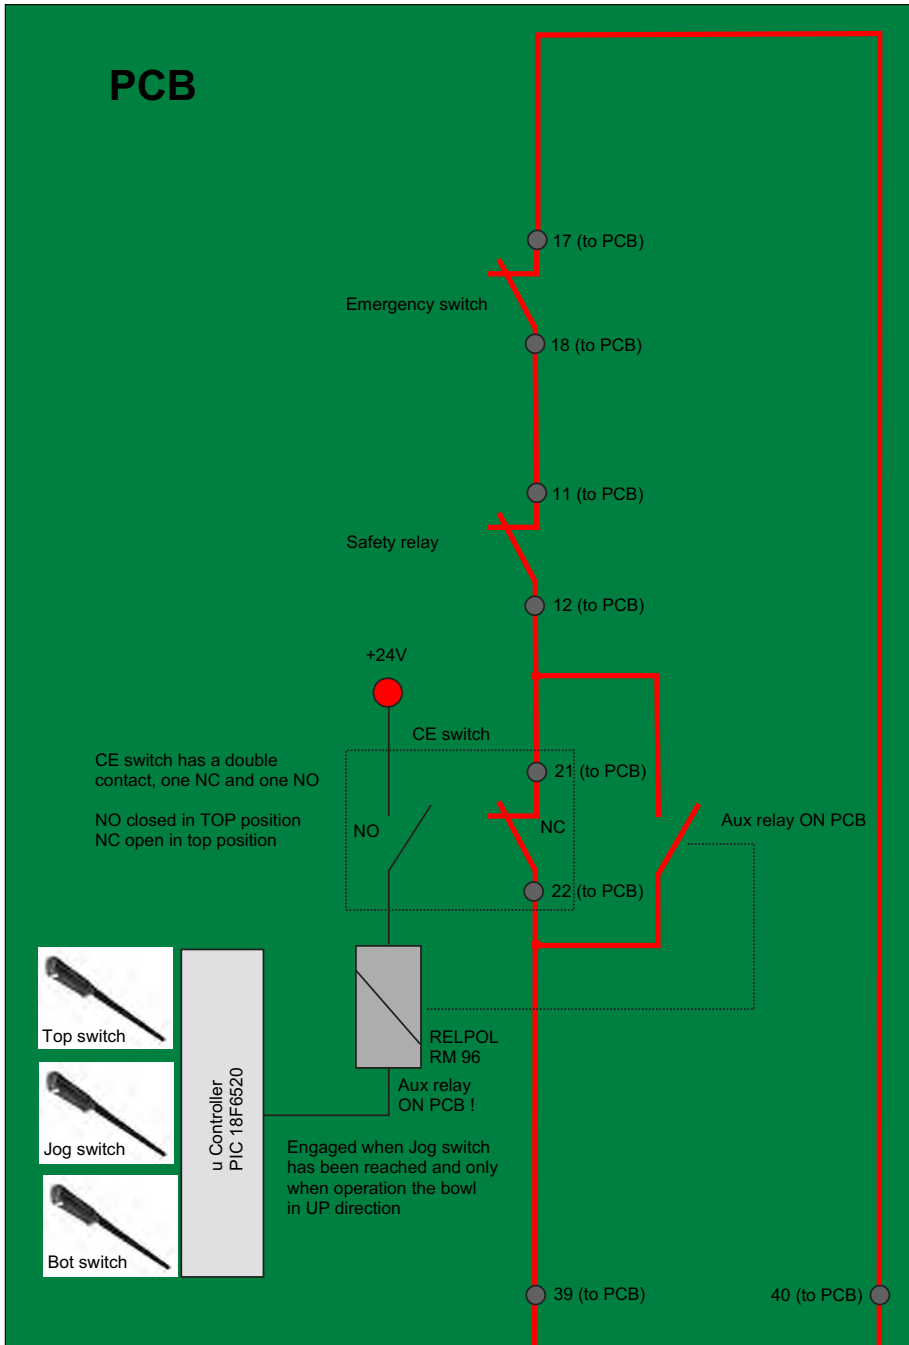 PCB
17 (to PCB)
Emergency switch
18 (to PCB)
11 (to PCB)
Safety relay
12 (to PCB)
+24V
CE switch
CE switch has a double
contact, one NC and one NO
NO closed in TOP position
NC open in top position
21 (to PCB)
NO
NC
Aux relay ON PCB
22 (to PCB)
Top switch
Jog switch
Bot switch
u Controller
PIC 18F6520
RELPOL
RM 96
Aux relay
ON PCB !
Engaged when Jog switch
has been reached and only
when operation the bowl
in UP direction
39 (to PCB)
40 (to PCB)